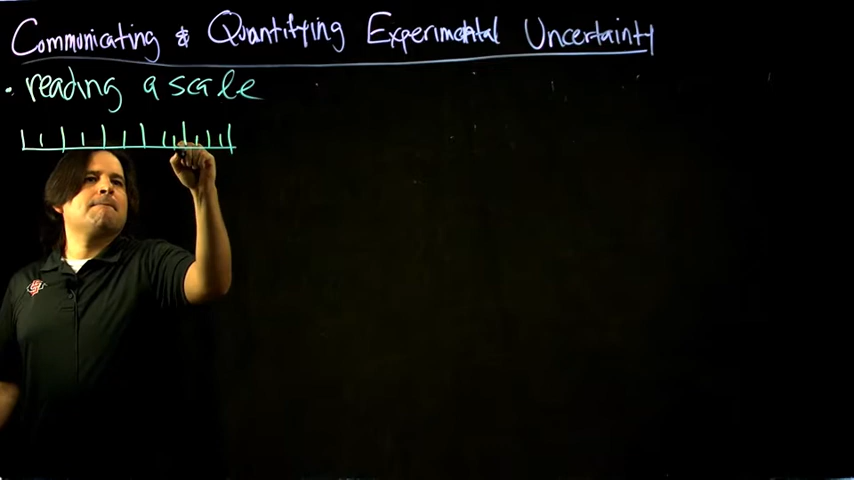 Communicating & Quantifying Experimental Uncertainty
• reading a scale